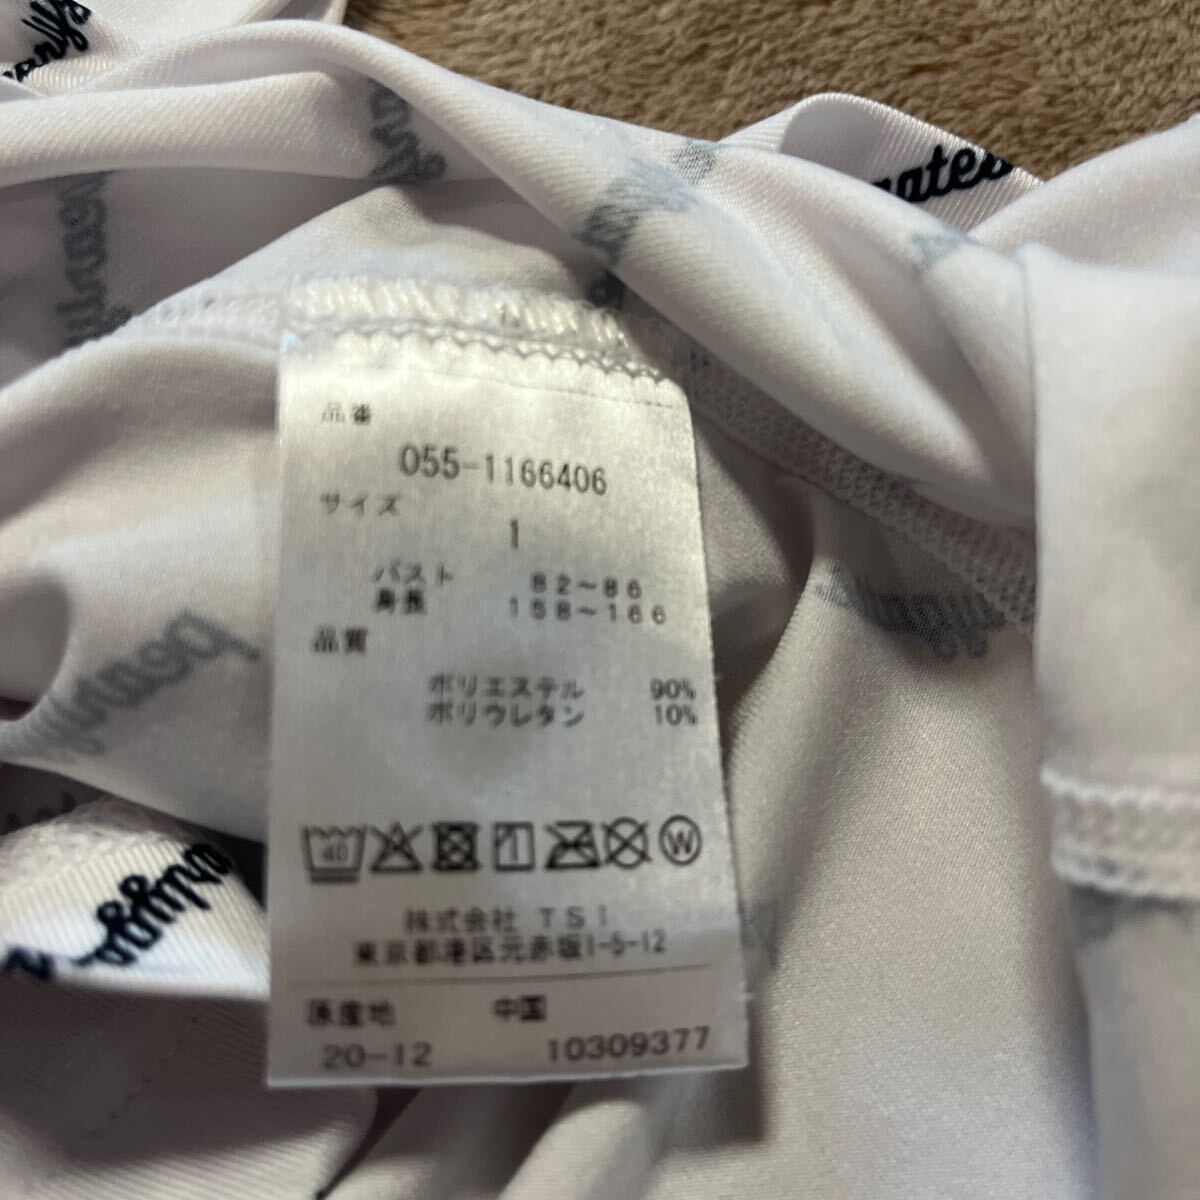 品番
055-1166406
サイズ
1
バスト 82～86
身長 158～166
品質
ポリエステル 90%
ポリウレタン 10%
40
W
株式会社 TSI
東京都港区元赤坂1-5-12
原産地 中国
20-12 10309377